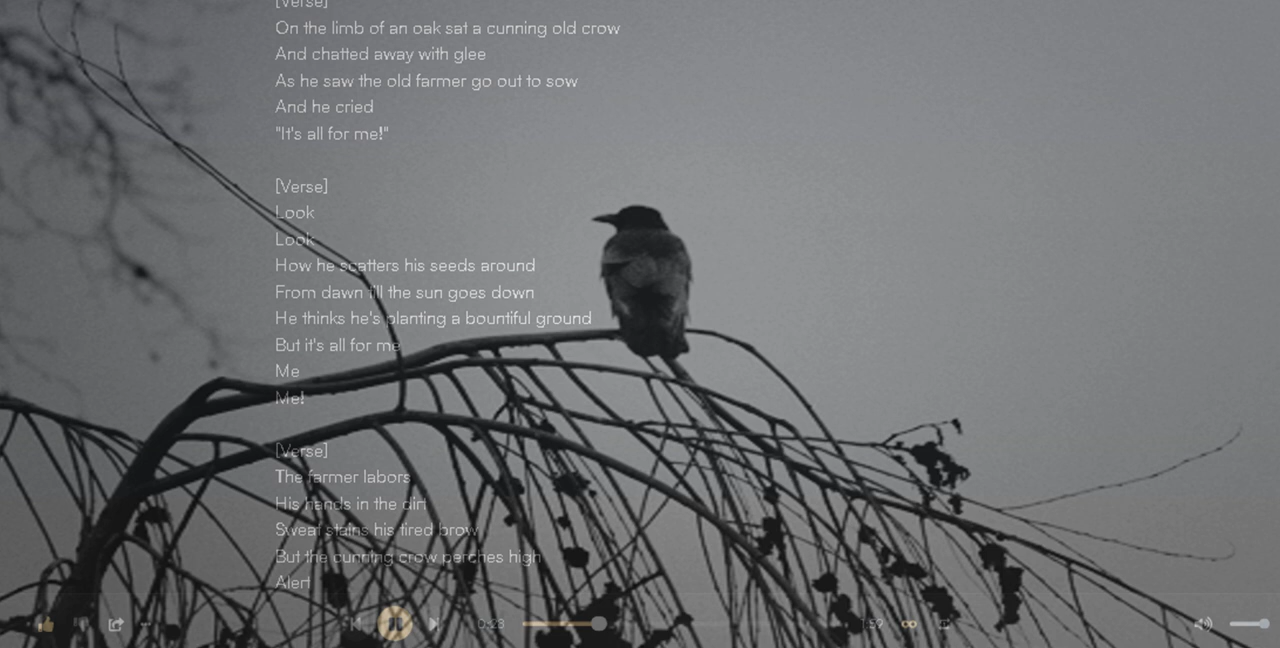 [Verse]
On the limb of an oak sat a cunning old crow
And chatted away with glee
As he saw the old farmer go out to sow
And he cried
"It's all for me!"
[Verse]
Look
Look
How he scatters his seeds around
From dawn till the sun goes down
He thinks he's planting a bountiful ground
But it's all for me
Me
Me!
[Verse]
The farmer labors
His hands in the dirt
Sweat stains his tired brow
But the cunning crow perches high
Alert
0:23
1:59